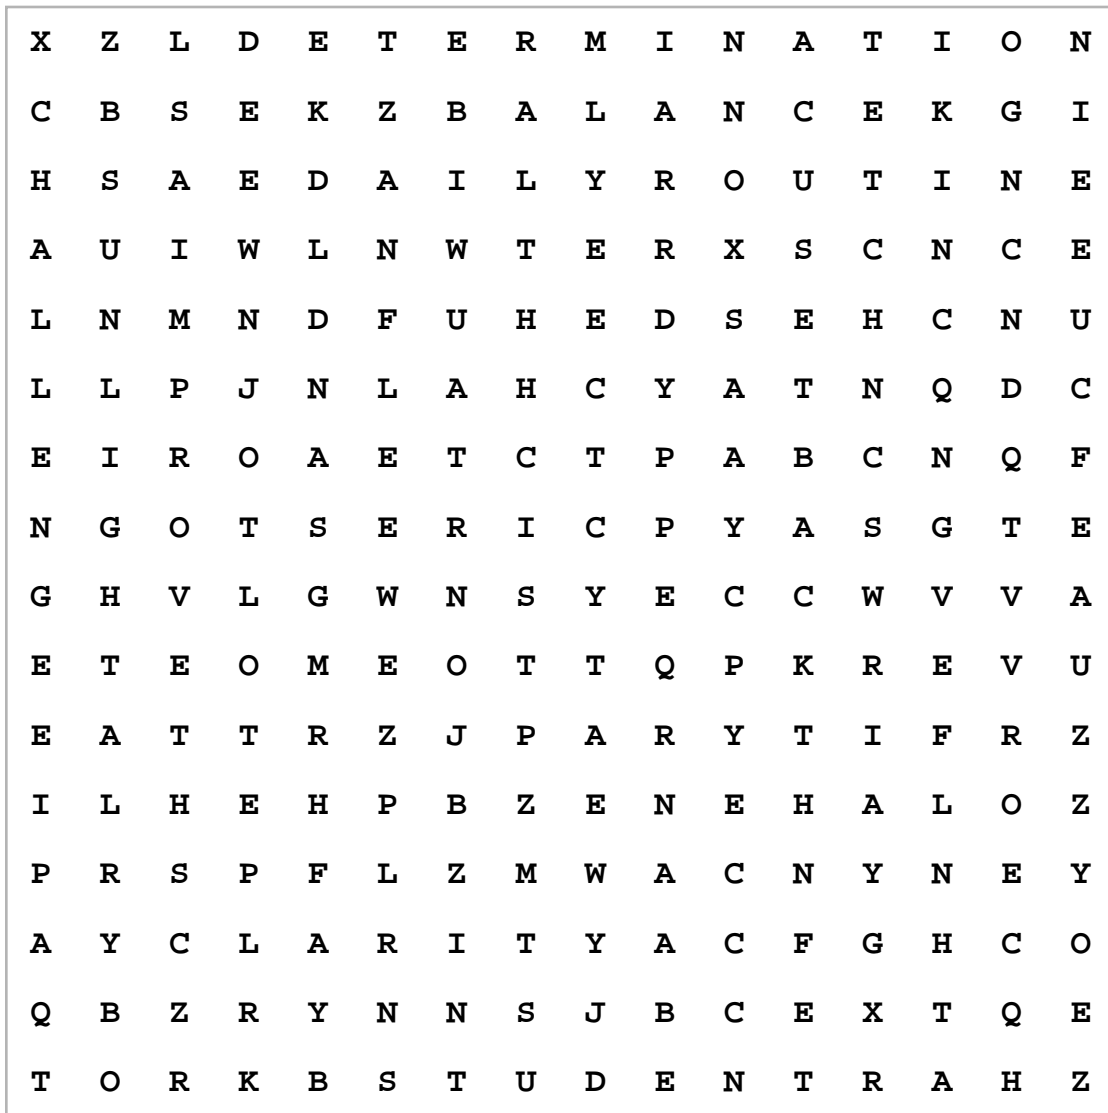 X Z L D E T E R M I N A T I O N
C B S E K Z B A L A N C E K G I
H S A E D A I L Y R O U T I N E
A U I W L N W T E R X S C N C E
L N M N D F U H E D S E H C N U
L L P J N L A H C Y A T N Q D C
E I R O A E T C T P A B C N Q F
N G O T S E R I C P Y A S G T E
G H V L G W N S Y E C C W V V A
E T E O M E O T T Q P K R E V U
E A T T R Z J P A R Y T I F R Z
I L H E H P B Z E N E H A L O Z
P R S P F L Z M W A C N Y N E Y
A Y C L A R I T Y A C F G H C O
Q B Z R Y N N S J B C E X T Q E
T O R K B S T U D E N T R A H Z